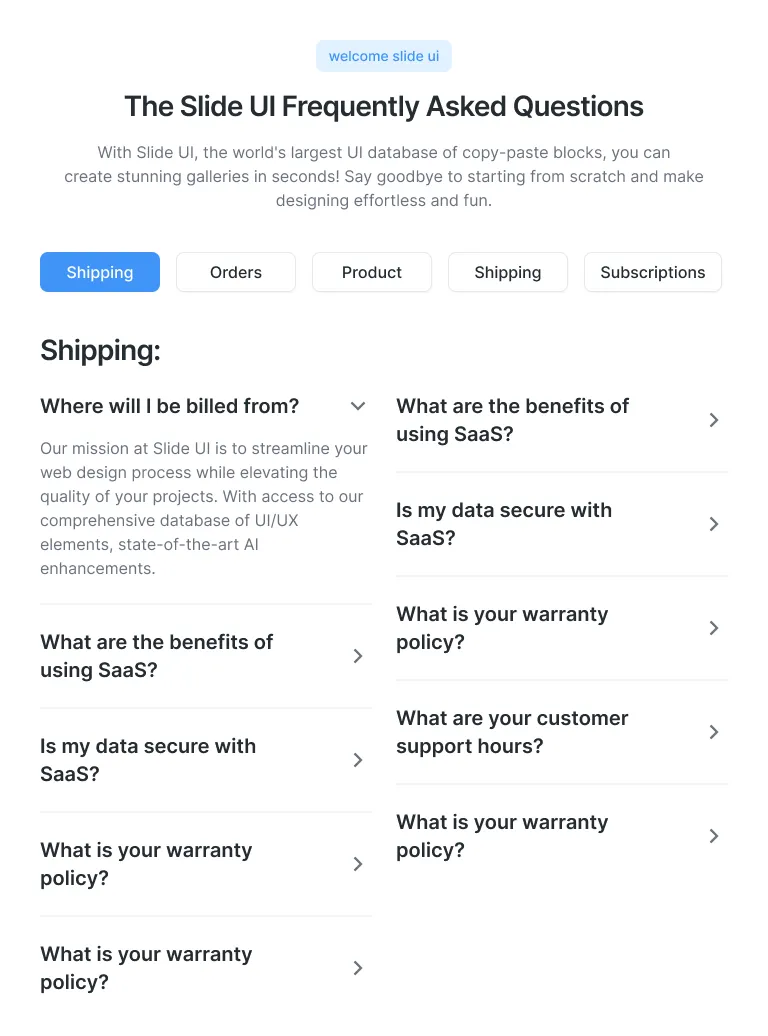 welcome slide ui
The Slide UI Frequently Asked Questions
With Slide UI, the world's largest UI database of copy-paste blocks, you can
create stunning galleries in seconds! Say goodbye to starting from scratch and make
designing effortless and fun.
Shipping
Orders
Product
Shipping
Subscriptions
Shipping:
Where will I be billed from?
Our mission at Slide UI is to streamline your
web design process while elevating the
quality of your projects. With access to our
comprehensive database of UI/UX
elements, state-of-the-art AI
enhancements.
What are the benefits of
using SaaS?
Is my data secure with
SaaS?
What is your warranty
policy?
What is your warranty
policy?
What are the benefits of
using SaaS?
Is my data secure with
SaaS?
What is your warranty
policy?
What are your customer
support hours?
What is your warranty
policy?